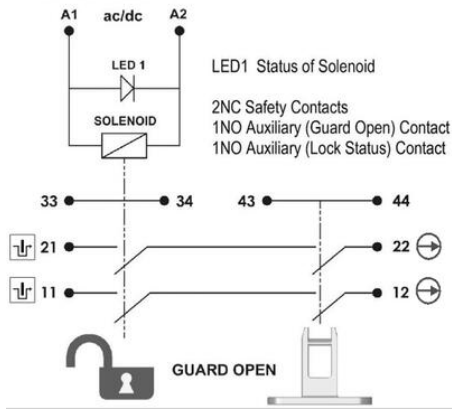 A1 ac/dc A2
LED 1
LED1 Status of Solenoid
SOLENOID
2NC Safety Contacts
1NO Auxiliary (Guard Open) Contact
1NO Auxiliary (Lock Status) Contact
33 34 43 44
21 22
11 12
GUARD OPEN